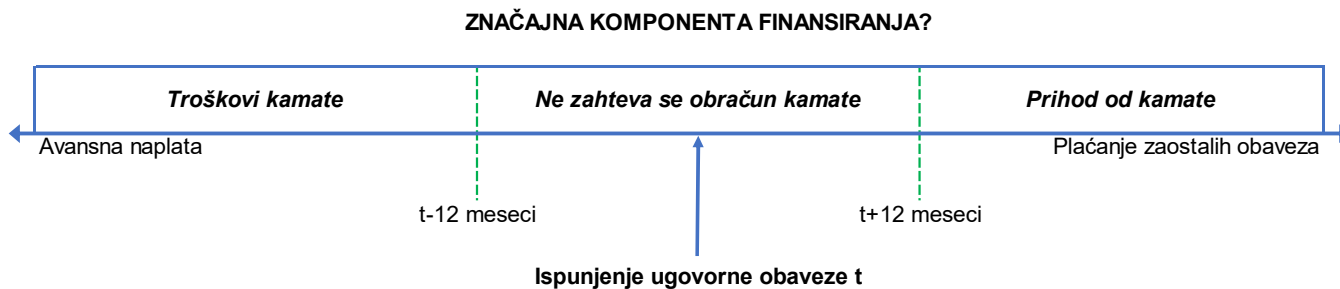 ZNAČAJNA KOMPONENTA FINANSIRANJA?
Troškovi kamate
Ne zahteva se obračun kamate
Prihod od kamate
Avansna naplata
Plaćanje zaostalih obaveza
t-12 meseci
t+12 meseci
Ispunjenje ugovorne obaveze t